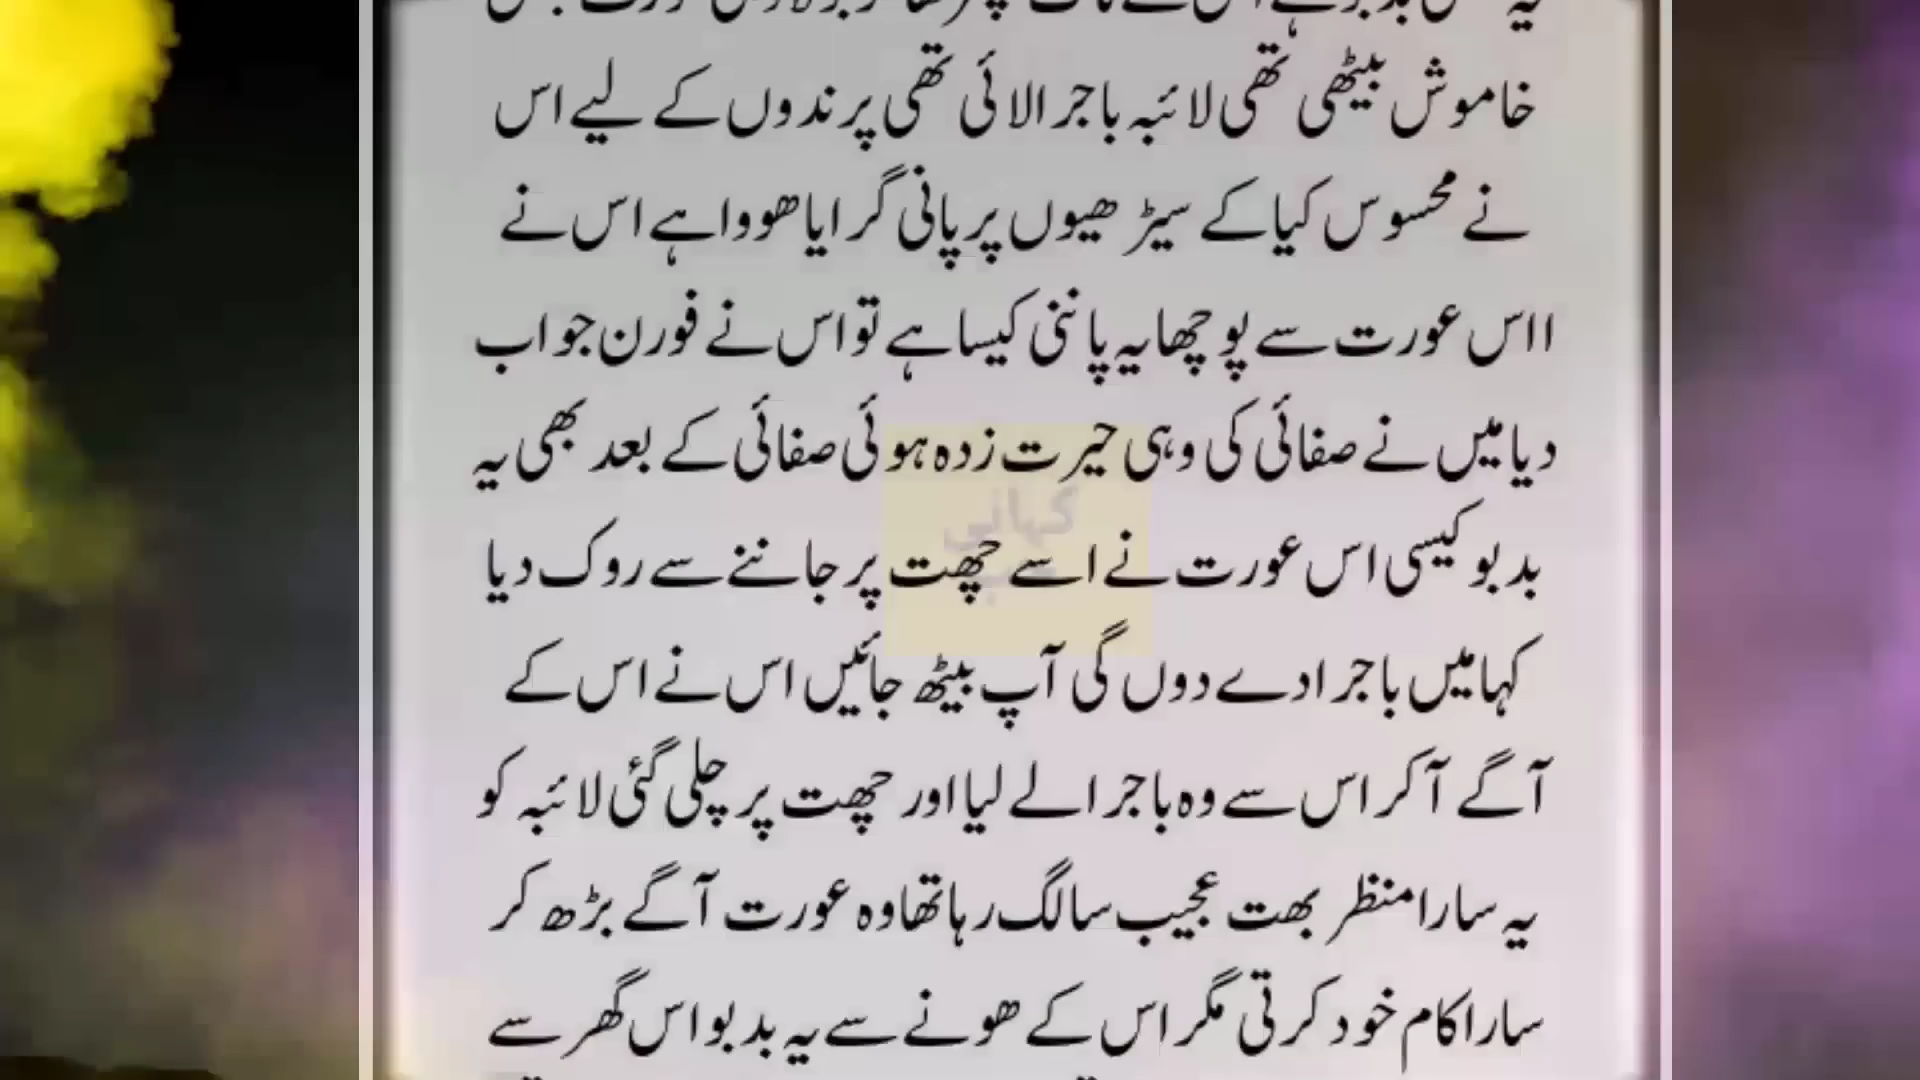 خاموش بیٹھی تھی لائبہ باجرا لائی تھی پرندوں کے لیے اس
نے محسوس کیا کے سیڑھیوں پر پانی گرایا ھووا ہے اس نے
ا اس عورت سے پوچھا یہ پاننی کیسا ہے تو اس نے فورن جواب
دیا میں نے صفائی کی وہی حیرت زدہ ہوئی صفائی کے بعد بھی یہ
بدبو کیسی اس عورت نے اسے چھت پر جاننے سے روک دیا
کہا میں باجرا دے دوں گی آپ بیٹھ جائیں اس نے اس کے
آگے آکر اس سے وہ باجرا لے لیا اور چھت پر چلی گئی لائبہ کو
یہ سارا منظر بھت عجیب سا لگ رہا تھا وہ عورت آگے بڑھ کر
سارا کام خود کرتی مگر اس کے ھونے سے یہ بدبو اس گھر سے
کہانی